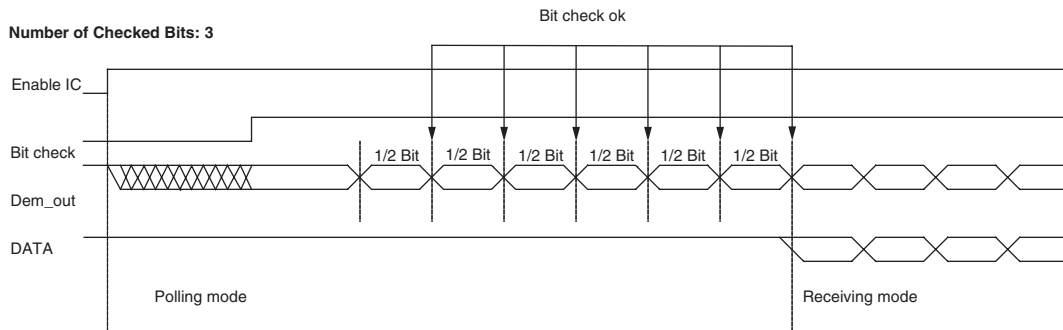 Bit check ok
Number of Checked Bits: 3
Enable IC
Bit check
1/2 Bit 1/2 Bit 1/2 Bit 1/2 Bit 1/2 Bit 1/2 Bit
Dem_out
DATA
Polling mode Receiving mode